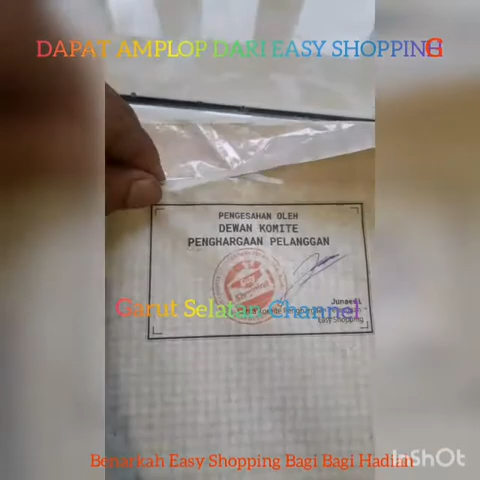 DAPAT AMPLOP DARI EASY SHOPPING
PENGESAHAN OLEH
DEWAN KOMITE
PENGHARGAAN PELANGGAN
Junaedi
Garut Selatan Channel
Easy Shopping
Benarkah Easy Shopping Bagi Bagi Hadiah
InShOt